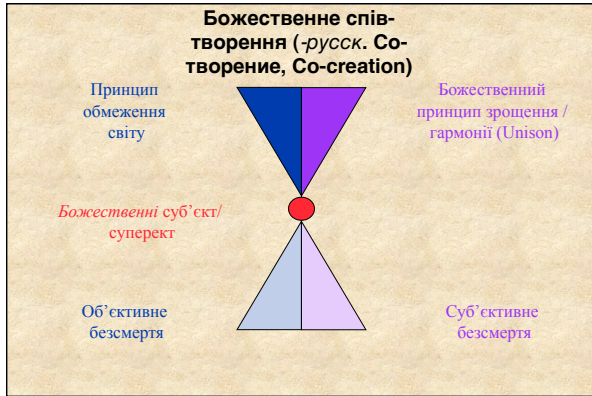 Божественне спів-
творення (-русск. Со-
творение, Co-creation)
Принцип
обмеження
світу
Божественний
принцип зрощення /
гармонії (Unison)
Божественні суб’єкт/
суперект
Об’єктивне
безсмертя
Суб’єктивне
безсмертя